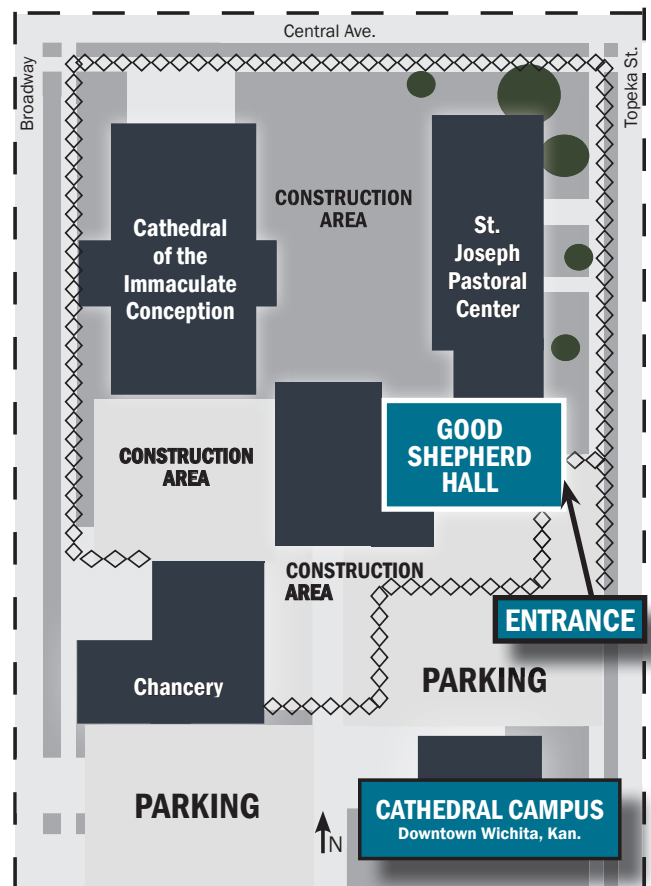 Central Ave.
Broadway
Topeka St.
CONSTRUCTION
AREA
Cathedral
of the
Immaculate
Conception
St.
Joseph
Pastoral
Center
GOOD
SHEPHERD
HALL
CONSTRUCTION
AREA
CONSTRUCTION
AREA
ENTRANCE
Chancery
PARKING
PARKING
CATHEDRAL CAMPUS
Downtown Wichita, Kan.
N